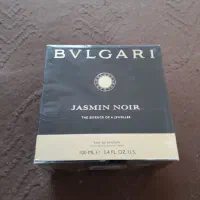 BVLGARI
JASMIN NOIR
THE ESSENCE OF A JEWELLER
EAU DE PARFUM
100 ML ℮ 3.4 FL. OZ. U.S.